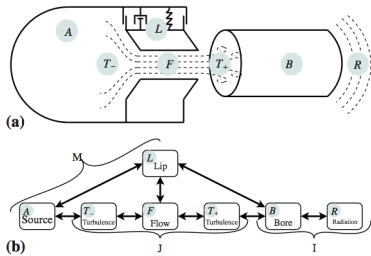 L
A
T−
F
T+
B
R
(a)
M
L
Lip
A
Source
T−
Turbulence
F
Flow
T+
Turbulence
B
Bore
R
Radiation
(b)
J
I